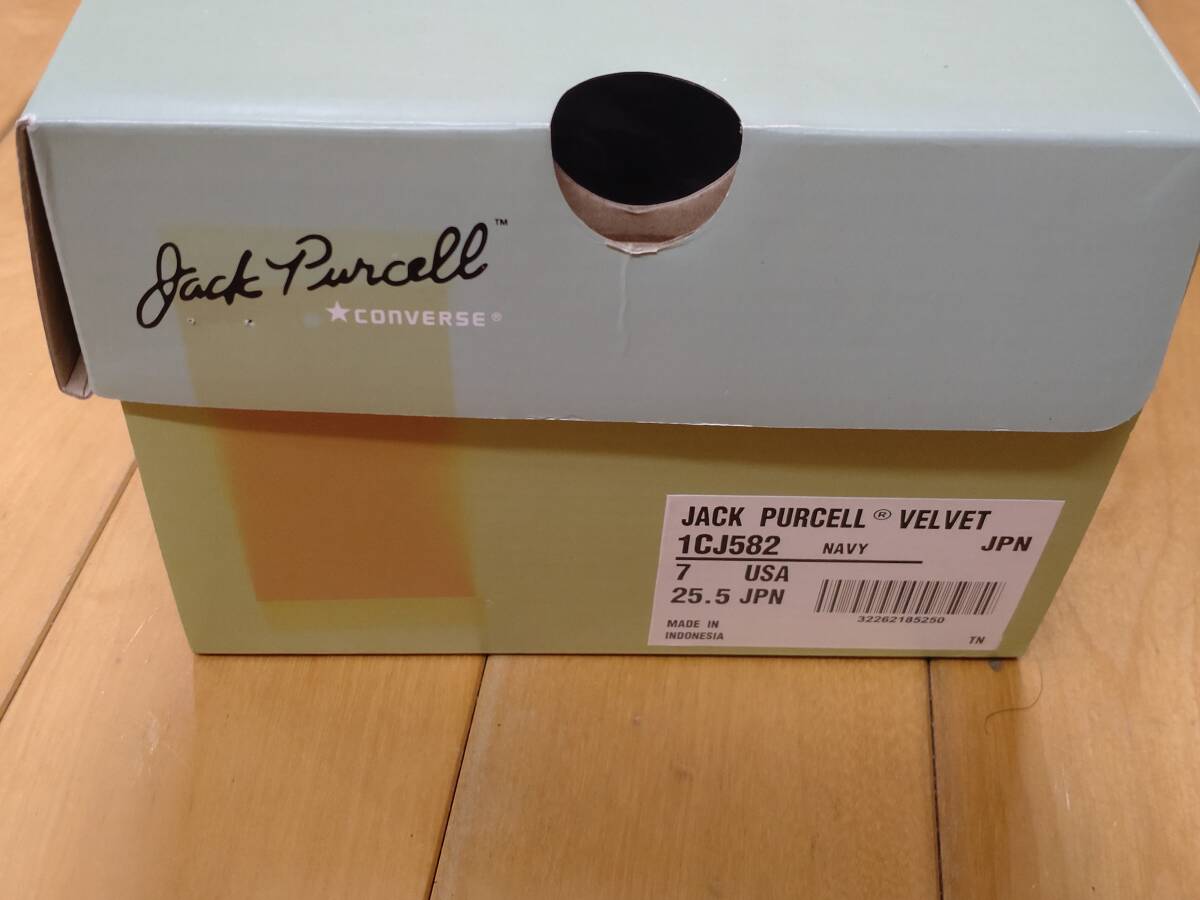 Jack Purcell™
★CONVERSE®
JACK PURCELL® VELVET
1CJ582 NAVY JPN
7 USA
25.5 JPN
32262185250
MADE IN
INDONESIA
TN